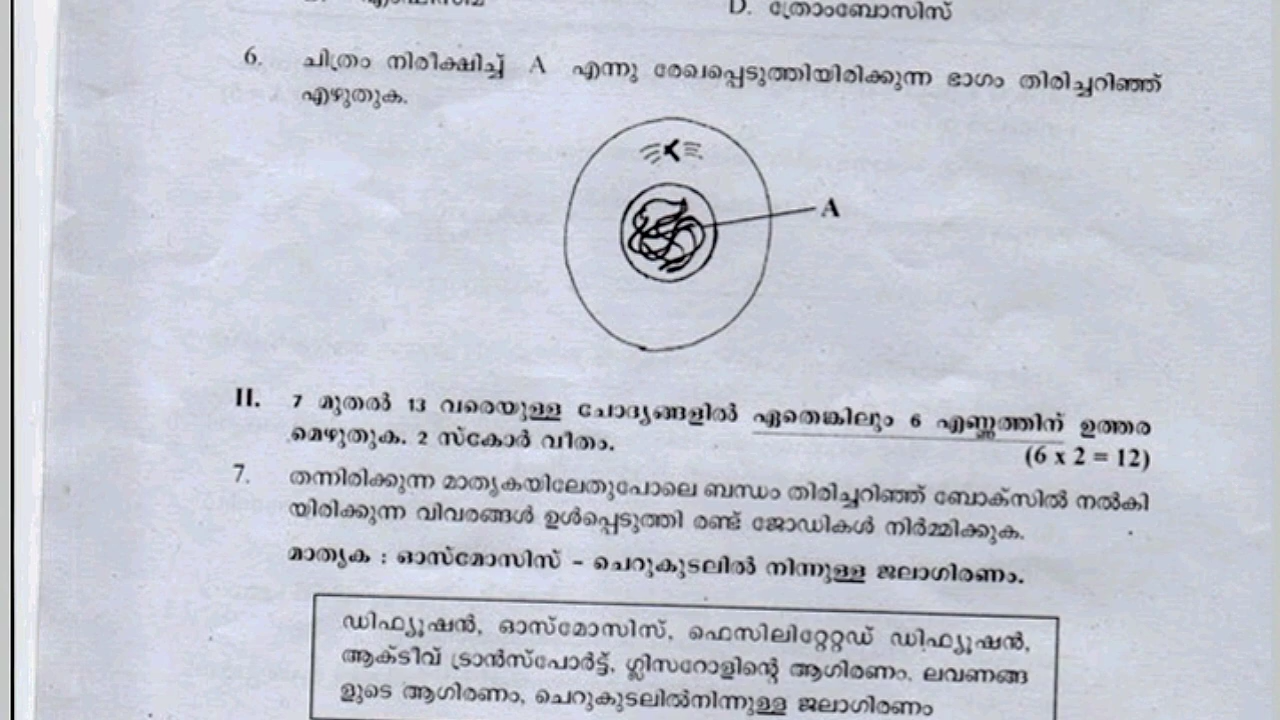 D. ത്രോംബോസിസ്
6. ചിത്രം നിരീക്ഷിച്ച് A എന്നു രേഖപ്പെടുത്തിയിരിക്കുന്ന ഭാഗം തിരിച്ചറിഞ്ഞ്
എഴുതുക.
A
II. 7 മുതൽ 13 വരെയുള്ള ചോദ്യങ്ങളിൽ ഏതെങ്കിലും 6 എണ്ണത്തിന് ഉത്തര
മെഴുതുക. 2 സ്കോർ വീതം. (6 x 2 = 12)
7. തന്നിരിക്കുന്ന മാതൃകയിലേതുപോലെ ബന്ധം തിരിച്ചറിഞ്ഞ് ബോക്സിൽ നൽകി
യിരിക്കുന്ന വിവരങ്ങൾ ഉൾപ്പെടുത്തി രണ്ട് ജോഡികൾ നിർമ്മിക്കുക.
മാതൃക : ഓസ്മോസിസ് – ചെറുകുടലിൽ നിന്നുള്ള ജലാഗിരണം.
ഡിഫ്യൂഷൻ, ഓസ്മോസിസ്, ഫെസിലിറ്റേറ്റഡ് ഡിഫ്യൂഷൻ,
ആക്ടീവ് ട്രാൻസ്പോർട്ട്, ഗ്ലിസറോളിന്റെ ആഗിരണം, ലവണങ്ങ
ളുടെ ആഗിരണം, ചെറുകുടലിൽനിന്നുള്ള ജലാഗിരണം